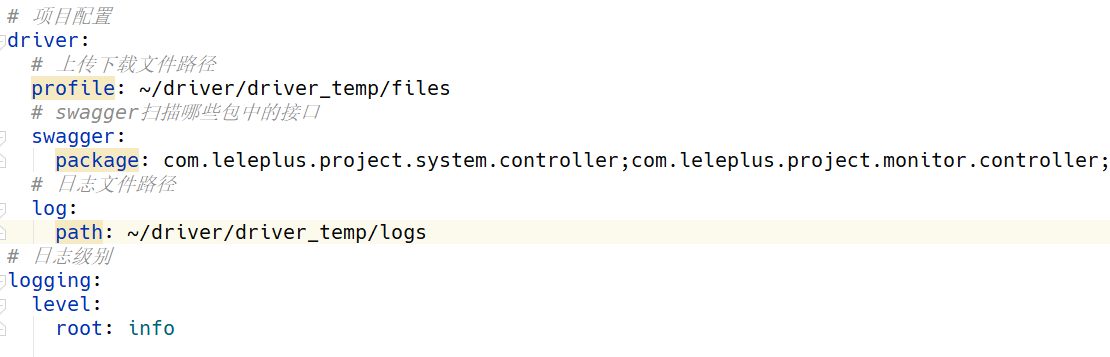 # 项目配置
driver:
  # 上传下载文件路径
  profile: ~/driver/driver_temp/files
  # swagger扫描哪些包中的接口
  swagger:
    package: com.leleplus.project.system.controller;com.leleplus.project.monitor.controller;
  # 日志文件路径
  log:
    path: ~/driver/driver_temp/logs
# 日志级别
logging:
  level:
    root: info